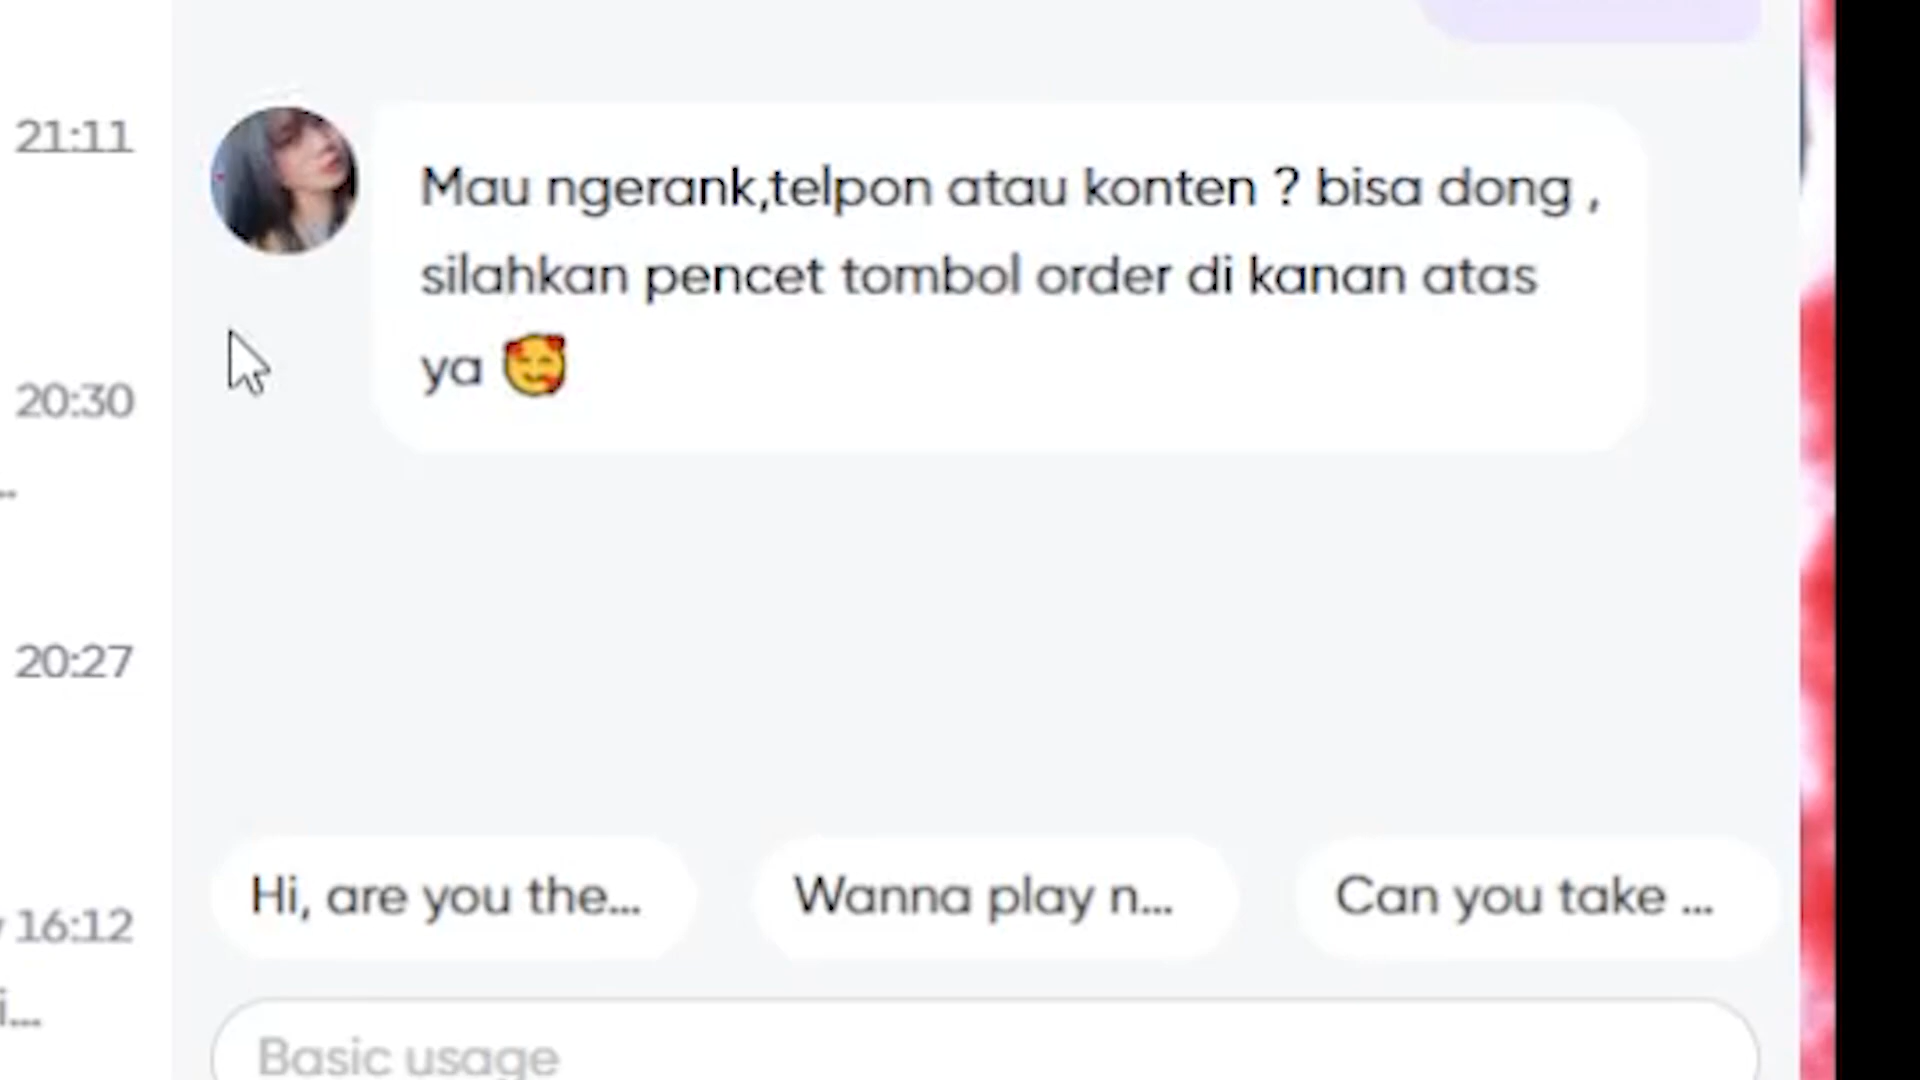 21:11
Mau ngerank,telpon atau konten ? bisa dong ,
silahkan pencet tombol order di kanan atas
ya 🥰
20:30
...
20:27
16:12
i...
Hi, are you the...
Wanna play n...
Can you take ...
Basic usage